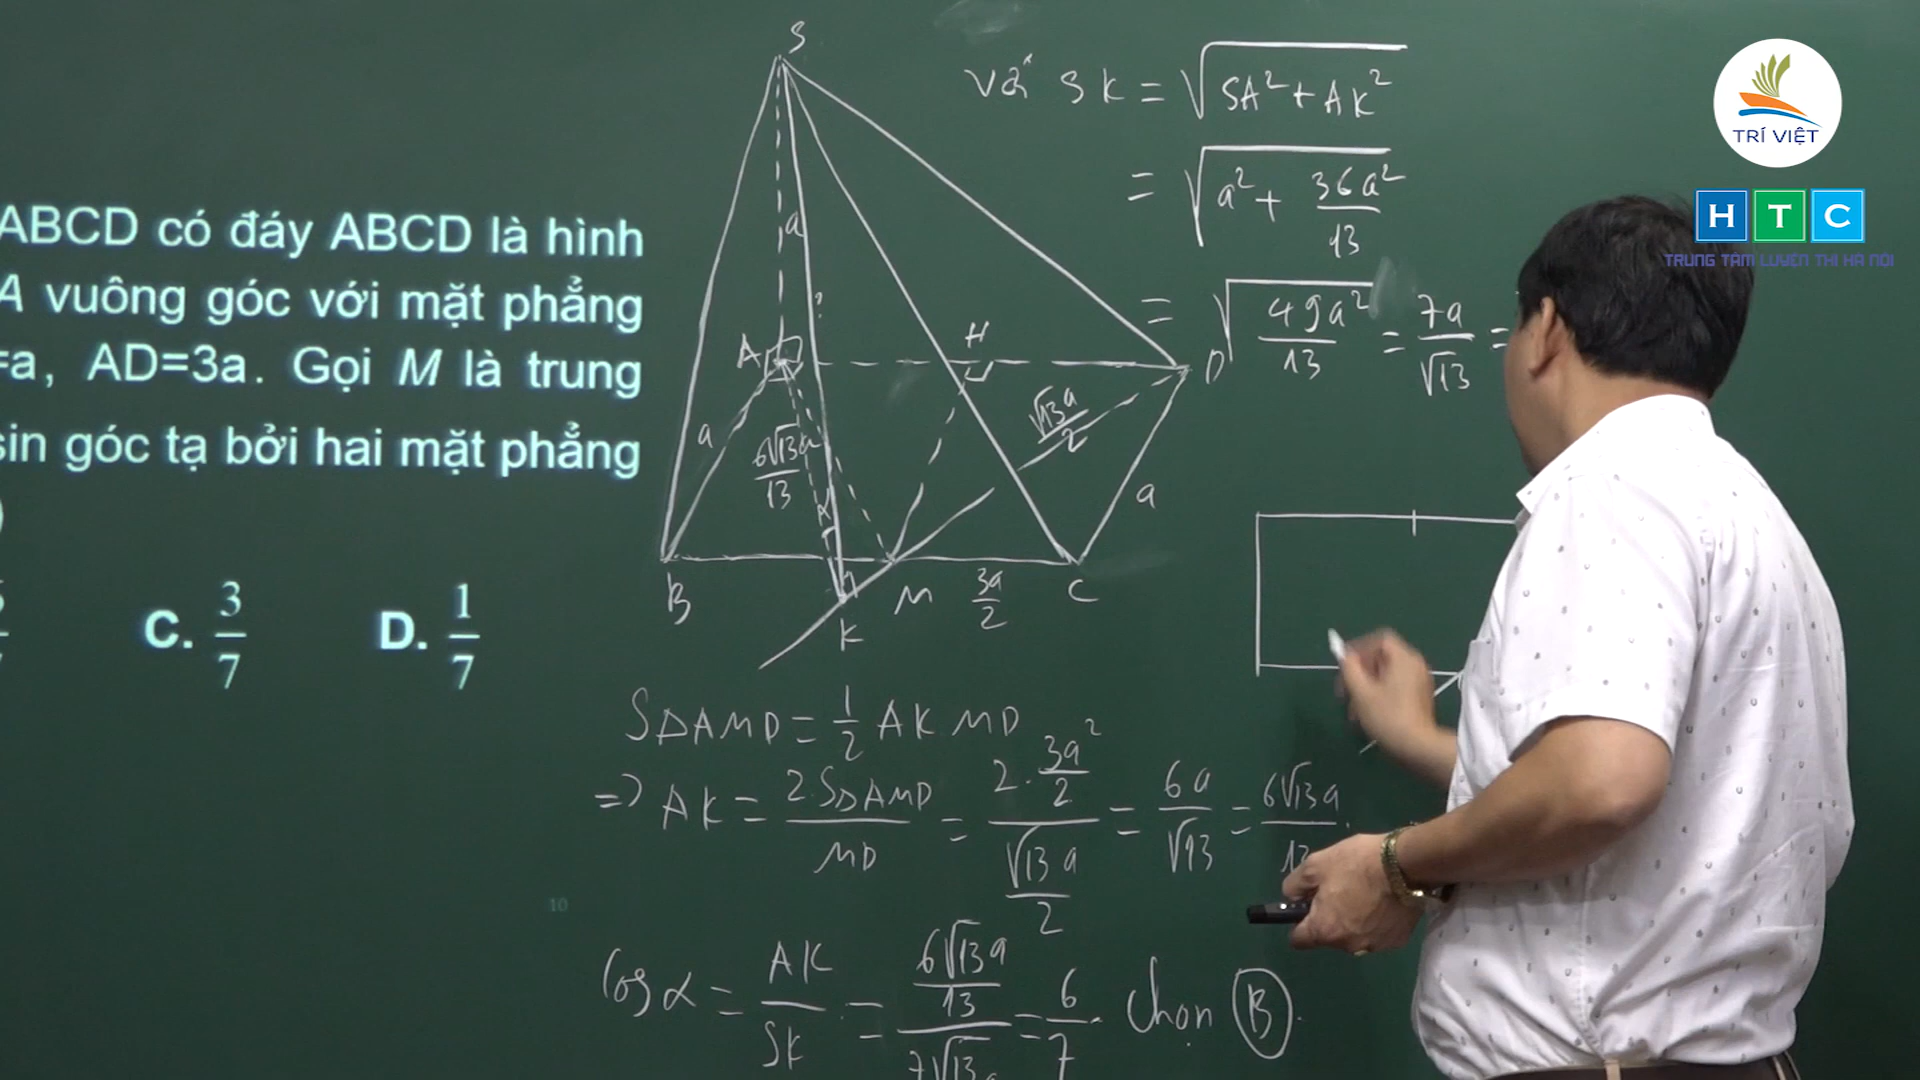 ABCD có đáy ABCD là hình
A vuông góc với mặt phẳng
=a, AD=3a. Gọi M là trung
sin góc tạ bởi hai mặt phẳng
C. 3/7 D. 1/7
10
S
a
?
A
H
D
a
6√13a/13
α
√13a/2
a
B
K
M
3a/2
C
với SK = √(SA² + AK²)
= √(a² + 36a²/13)
= √(49a²/13) = 7a/√13 =
S∆AMD = 1/2 AK MD
=> AK = 2.S∆AMD/MD = (2.3a²/2)/(√13a/2) = 6a/√13 = 6√13a/13.
cosα = AK/SK = (6√13a/13)/(7√13a = 6/7. Chọn B.
TRÍ VIỆT
HTC
TRUNG TÂM LUYỆN THI HÀ NỘI